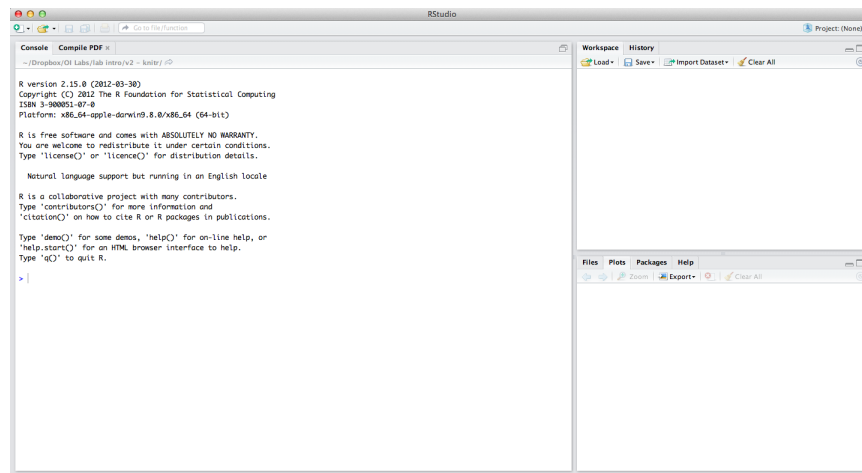 RStudio
Go to file/function
Project: (None)
Console Compile PDF
~/Dropbox/OI Labs/lab intro/v2 - knitr/
R version 2.15.0 (2012-03-30)
Copyright (C) 2012 The R Foundation for Statistical Computing
ISBN 3-900051-07-0
Platform: x86_64-apple-darwin9.8.0/x86_64 (64-bit)
R is free software and comes with ABSOLUTELY NO WARRANTY.
You are welcome to redistribute it under certain conditions.
Type 'license()' or 'licence()' for distribution details.
Natural language support but running in an English locale
R is a collaborative project with many contributors.
Type 'contributors()' for more information and
'citation()' on how to cite R or R packages in publications.
Type 'demo()' for some demos, 'help()' for on-line help, or
'help.start()' for an HTML browser interface to help.
Type 'q()' to quit R.
>
Workspace History
Load Save Import Dataset Clear All
Files Plots Packages Help
Zoom Export Clear All